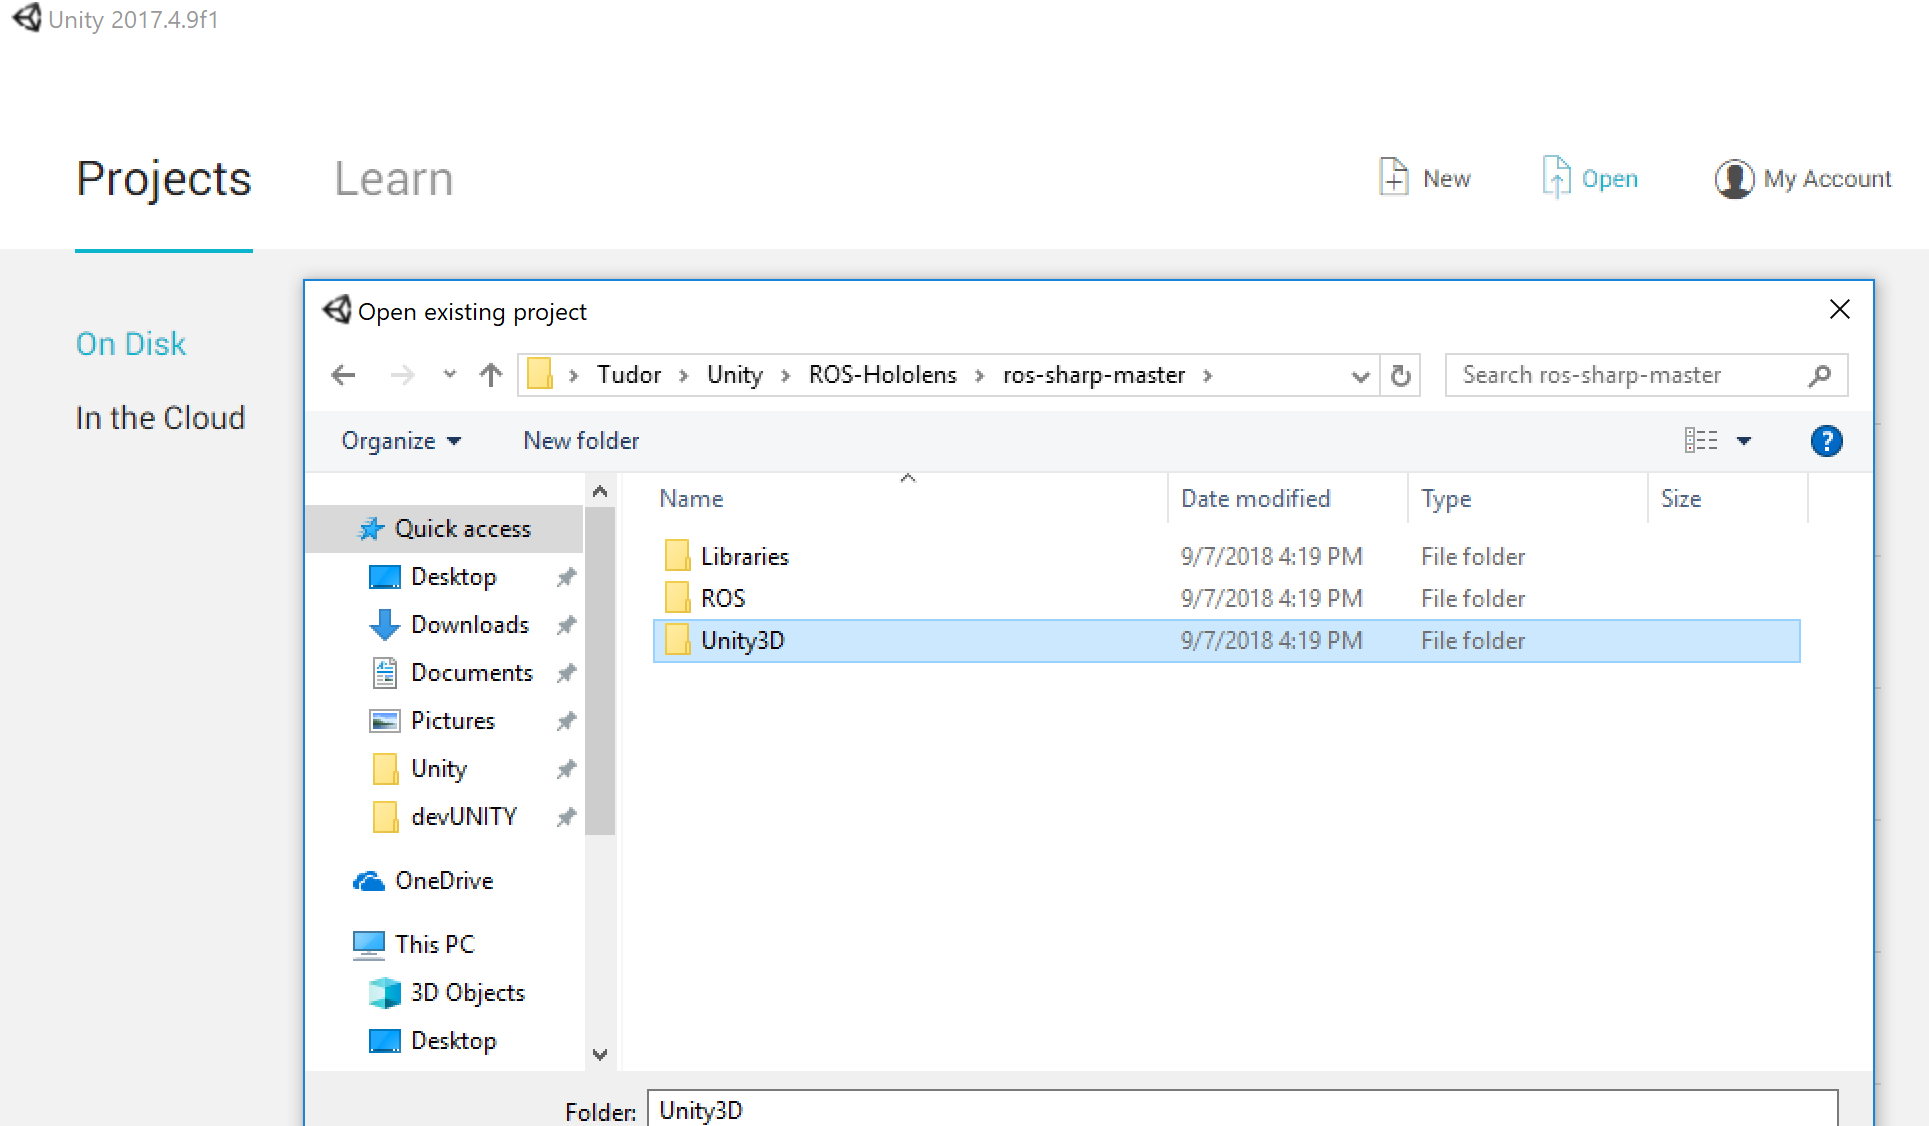 Unity 2017.4.9f1
Projects Learn New Open My Account
On Disk
In the Cloud
Open existing project
Tudor Unity ROS-Hololens ros-sharp-master Search ros-sharp-master
Organize New folder ?
Name Date modified Type Size
Quick access
Desktop
Downloads
Documents
Pictures
Unity
devUNITY
OneDrive
This PC
3D Objects
Desktop
Libraries 9/7/2018 4:19 PM File folder
ROS 9/7/2018 4:19 PM File folder
Unity3D 9/7/2018 4:19 PM File folder
Folder: Unity3D